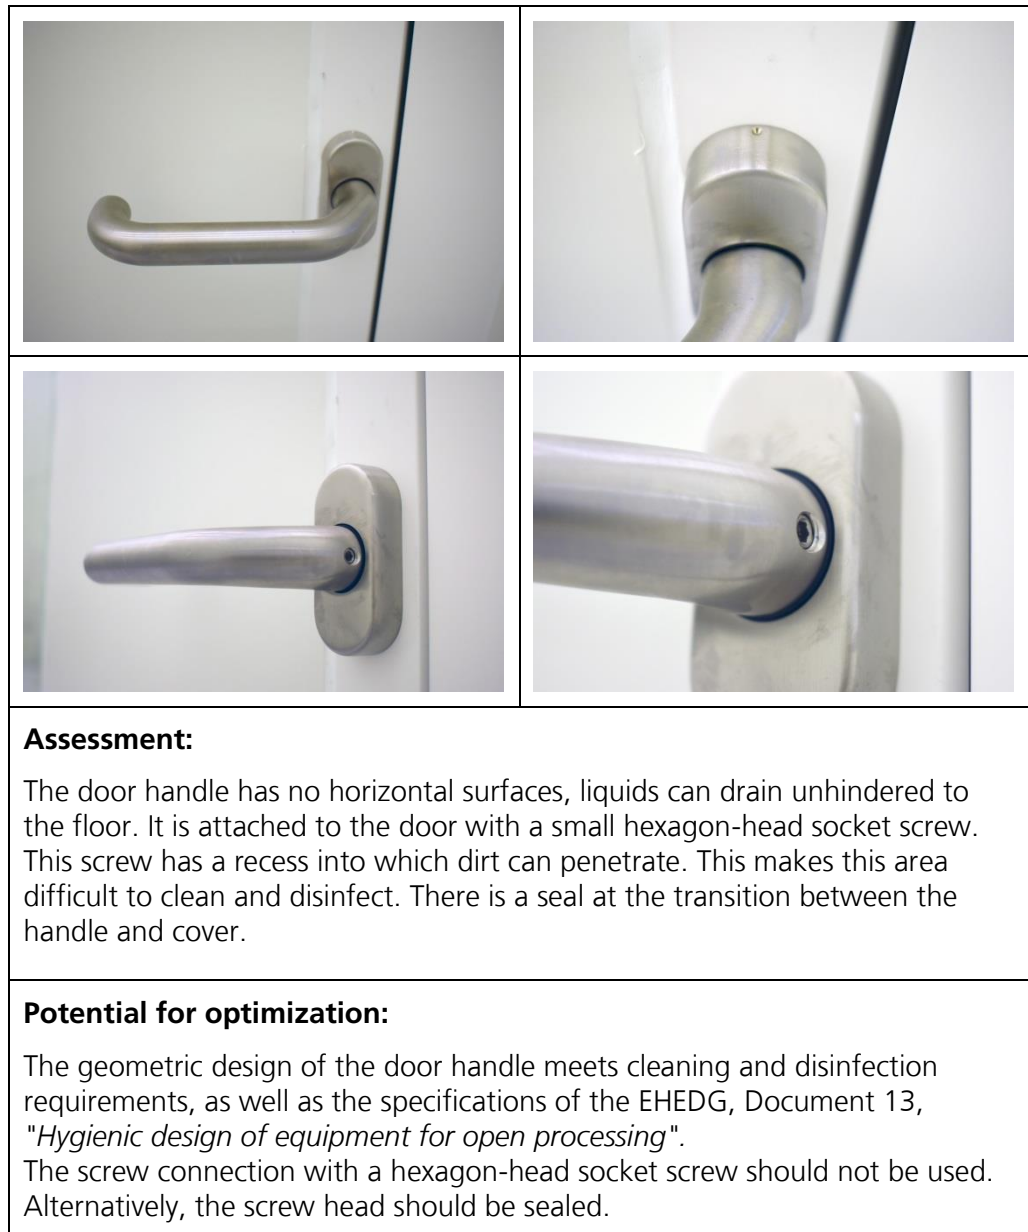 Assessment:
The door handle has no horizontal surfaces, liquids can drain unhindered to
the floor. It is attached to the door with a small hexagon-head socket screw.
This screw has a recess into which dirt can penetrate. This makes this area
difficult to clean and disinfect. There is a seal at the transition between the
handle and cover.
Potential for optimization:
The geometric design of the door handle meets cleaning and disinfection
requirements, as well as the specifications of the EHEDG, Document 13,
"Hygienic design of equipment for open processing".
The screw connection with a hexagon-head socket screw should not be used.
Alternatively, the screw head should be sealed.